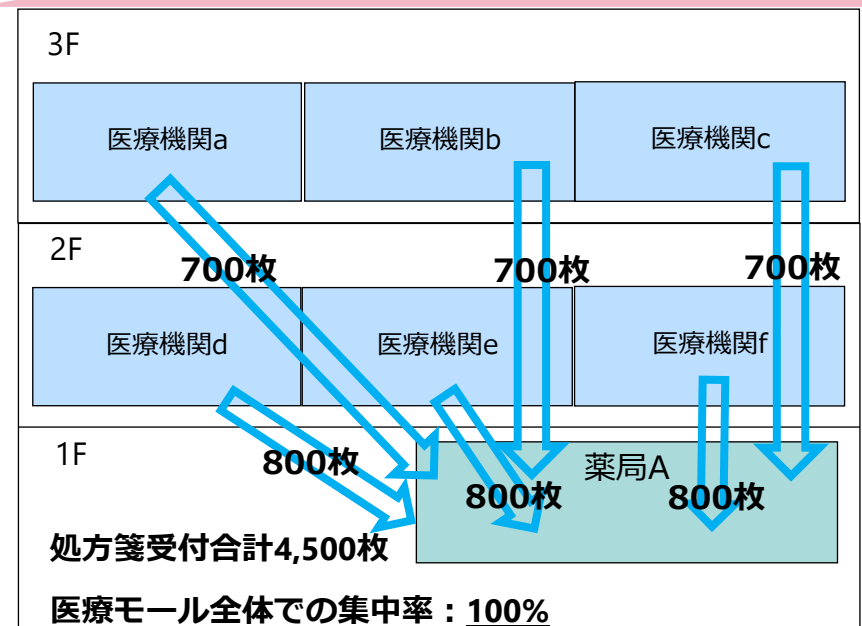 3F
医療機関a
医療機関b
医療機関c
2F
700枚
700枚
700枚
医療機関d
医療機関e
医療機関f
1F
800枚
薬局A
800枚
800枚
処方箋受付合計4,500枚
医療モール全体での集中率：100%